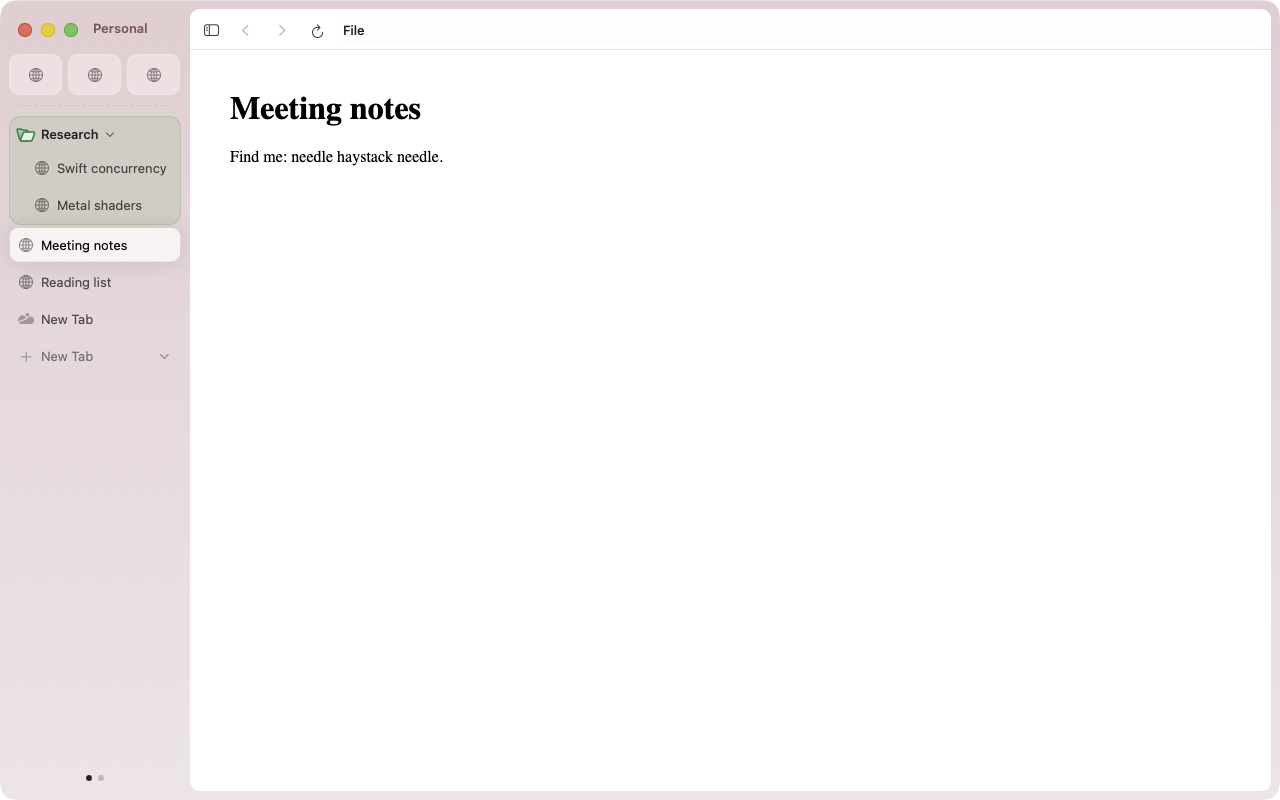 Personal
File
Research
Swift concurrency
Metal shaders
Meeting notes
Reading list
New Tab
New Tab
Meeting notes
Find me: needle haystack needle.